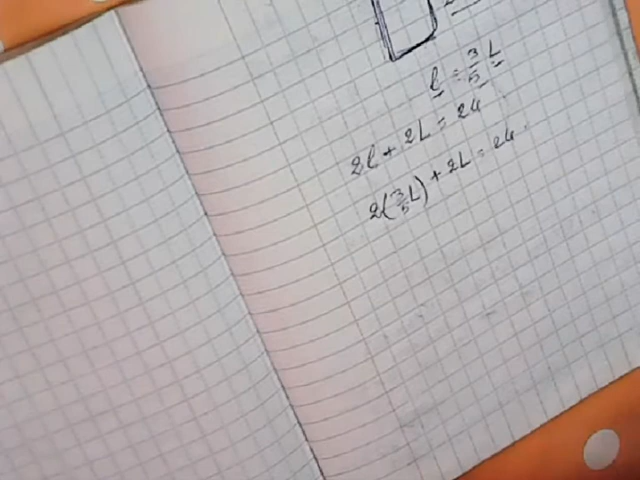 l = 3/5 L
2l + 2L = 24
2(3/5 L) + 2L = 24.